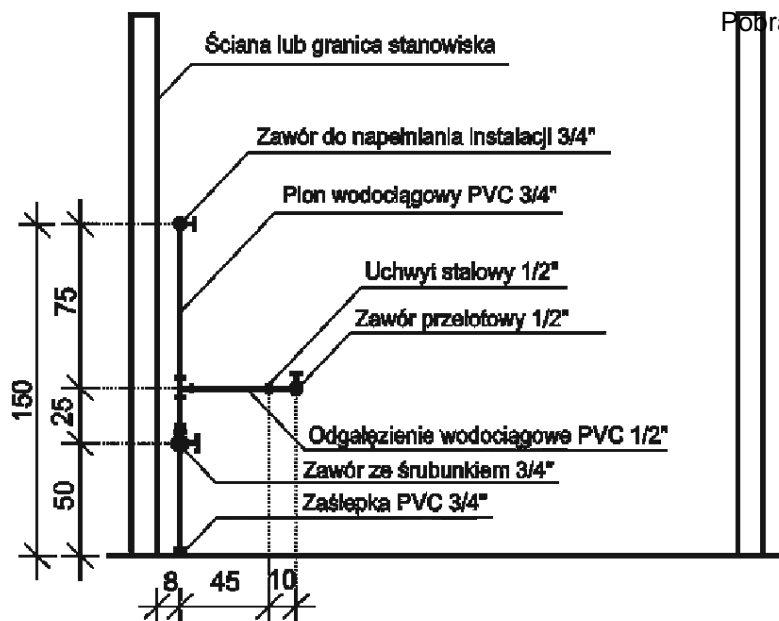 Pobra
Ściana lub granica stanowiska
Zawór do napełniania instalacji 3/4"
Pion wodociągowy PVC 3/4"
Uchwyt stalowy 1/2"
Zawór przelotowy 1/2"
Odgałęzienie wodociągowe PVC 1/2"
Zawór ze śrubunkiem 3/4"
Zaślepka PVC 3/4"
150
75
25
50
8 45 10